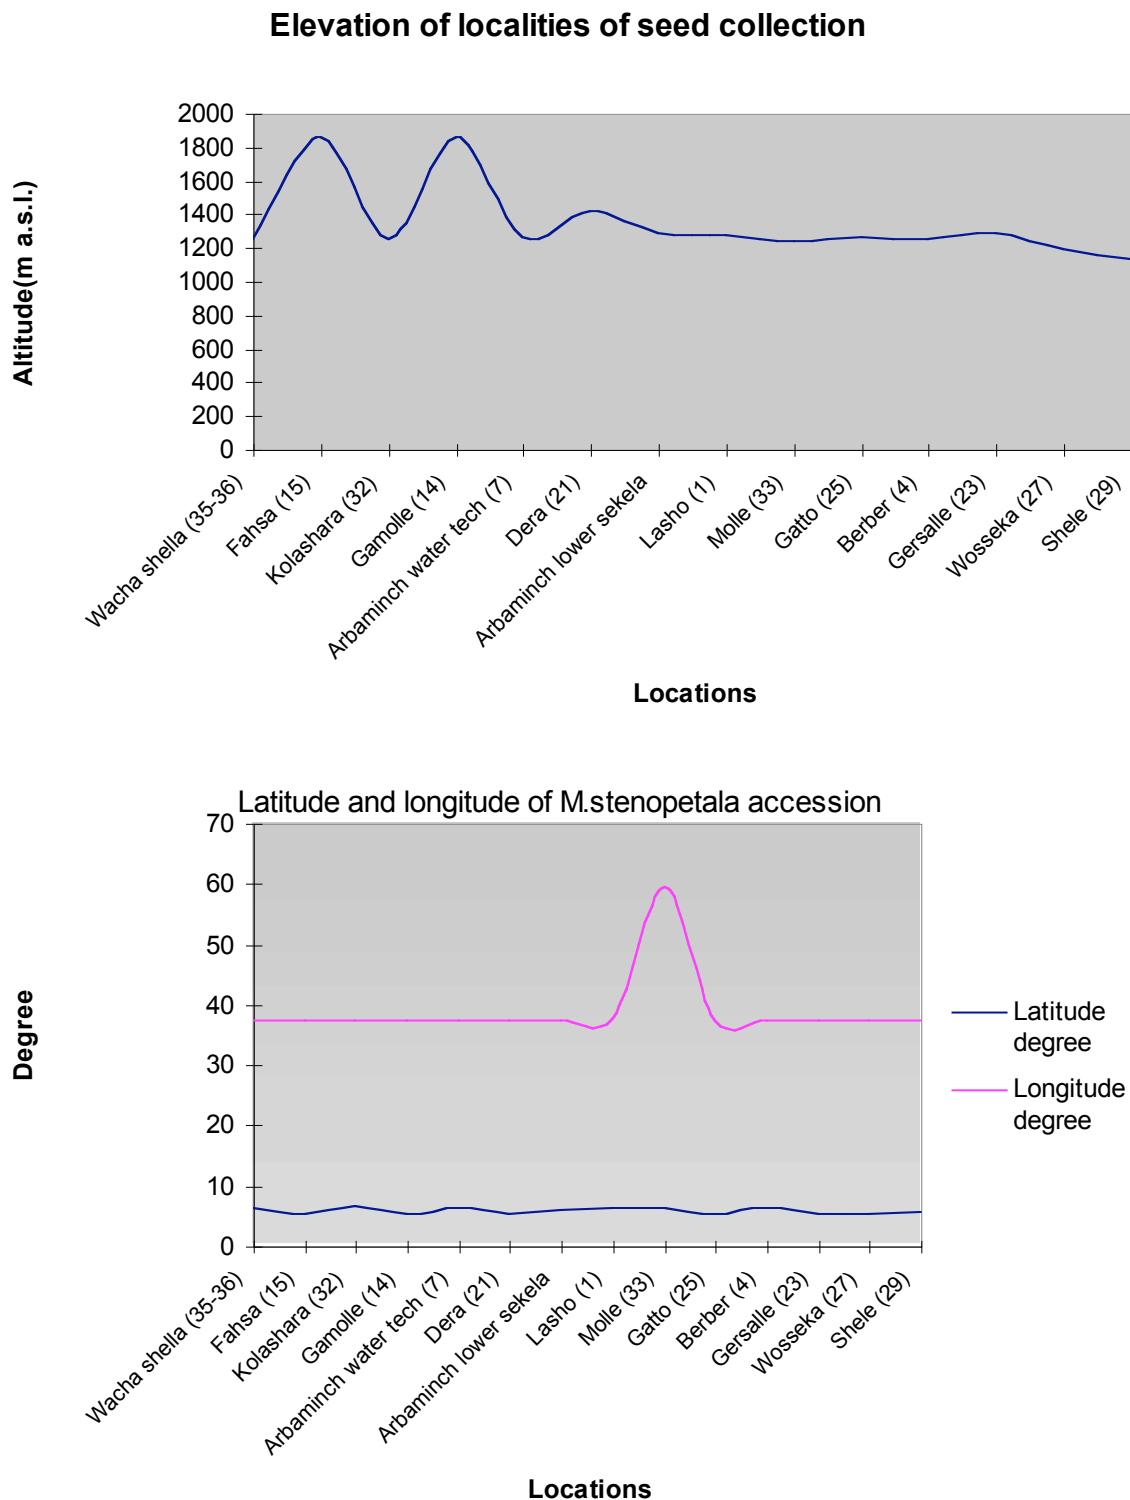 Elevation of localities of seed collection
Altitude(m a.s.l.)
2000
1800
1600
1400
1200
1000
800
600
400
200
0
Wacha shella (35-36)
Fahsa (15)
Kolashara (32)
Gamolle (14)
Arbaminch water tech (7)
Dera (21)
Arbaminch lower sekela
Lasho (1)
Molle (33)
Gatto (25)
Berber (4)
Gersalle (23)
Wosseka (27)
Shele (29)
Locations
Latitude and longitude of M.stenopetala accession
Degree
70
60
50
40
30
20
10
0
Wacha shella (35-36)
Fahsa (15)
Kolashara (32)
Gamolle (14)
Arbaminch water tech (7)
Dera (21)
Arbaminch lower sekela
Lasho (1)
Molle (33)
Gatto (25)
Berber (4)
Gersalle (23)
Wosseka (27)
Shele (29)
Locations
Latitude
degree
Longitude
degree